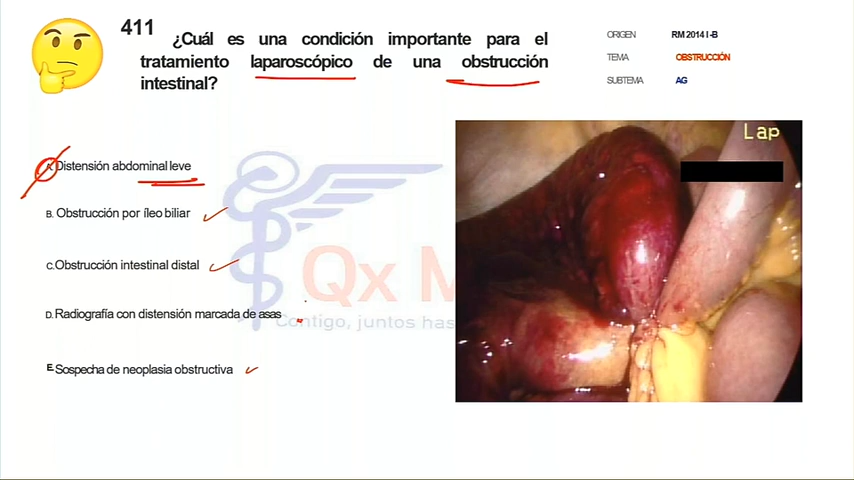 411
¿Cuál es una condición importante para el
tratamiento laparoscópico de una obstrucción
intestinal?
ORIGEN RM 2014 I -B
TEMA OBSTRUCCIÓN
SUBTEMA AG
A. Distensión abdominal leve
B. Obstrucción por íleo biliar
C. Obstrucción intestinal distal
D. Radiografía con distensión marcada de asas
E. Sospecha de neoplasia obstructiva
Qx M
Contigo, juntos has
Lap